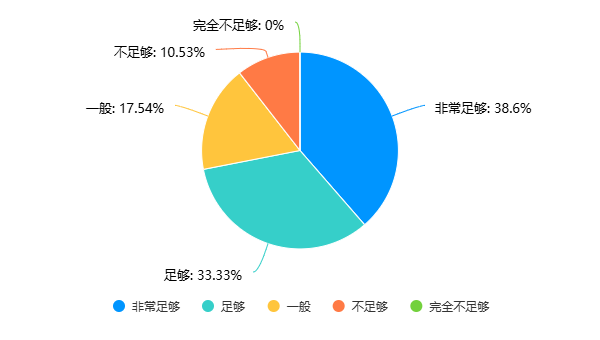 完全不足够: 0%
不足够: 10.53%
一般: 17.54%
非常足够: 38.6%
足够: 33.33%
非常足够 足够 一般 不足够 完全不足够